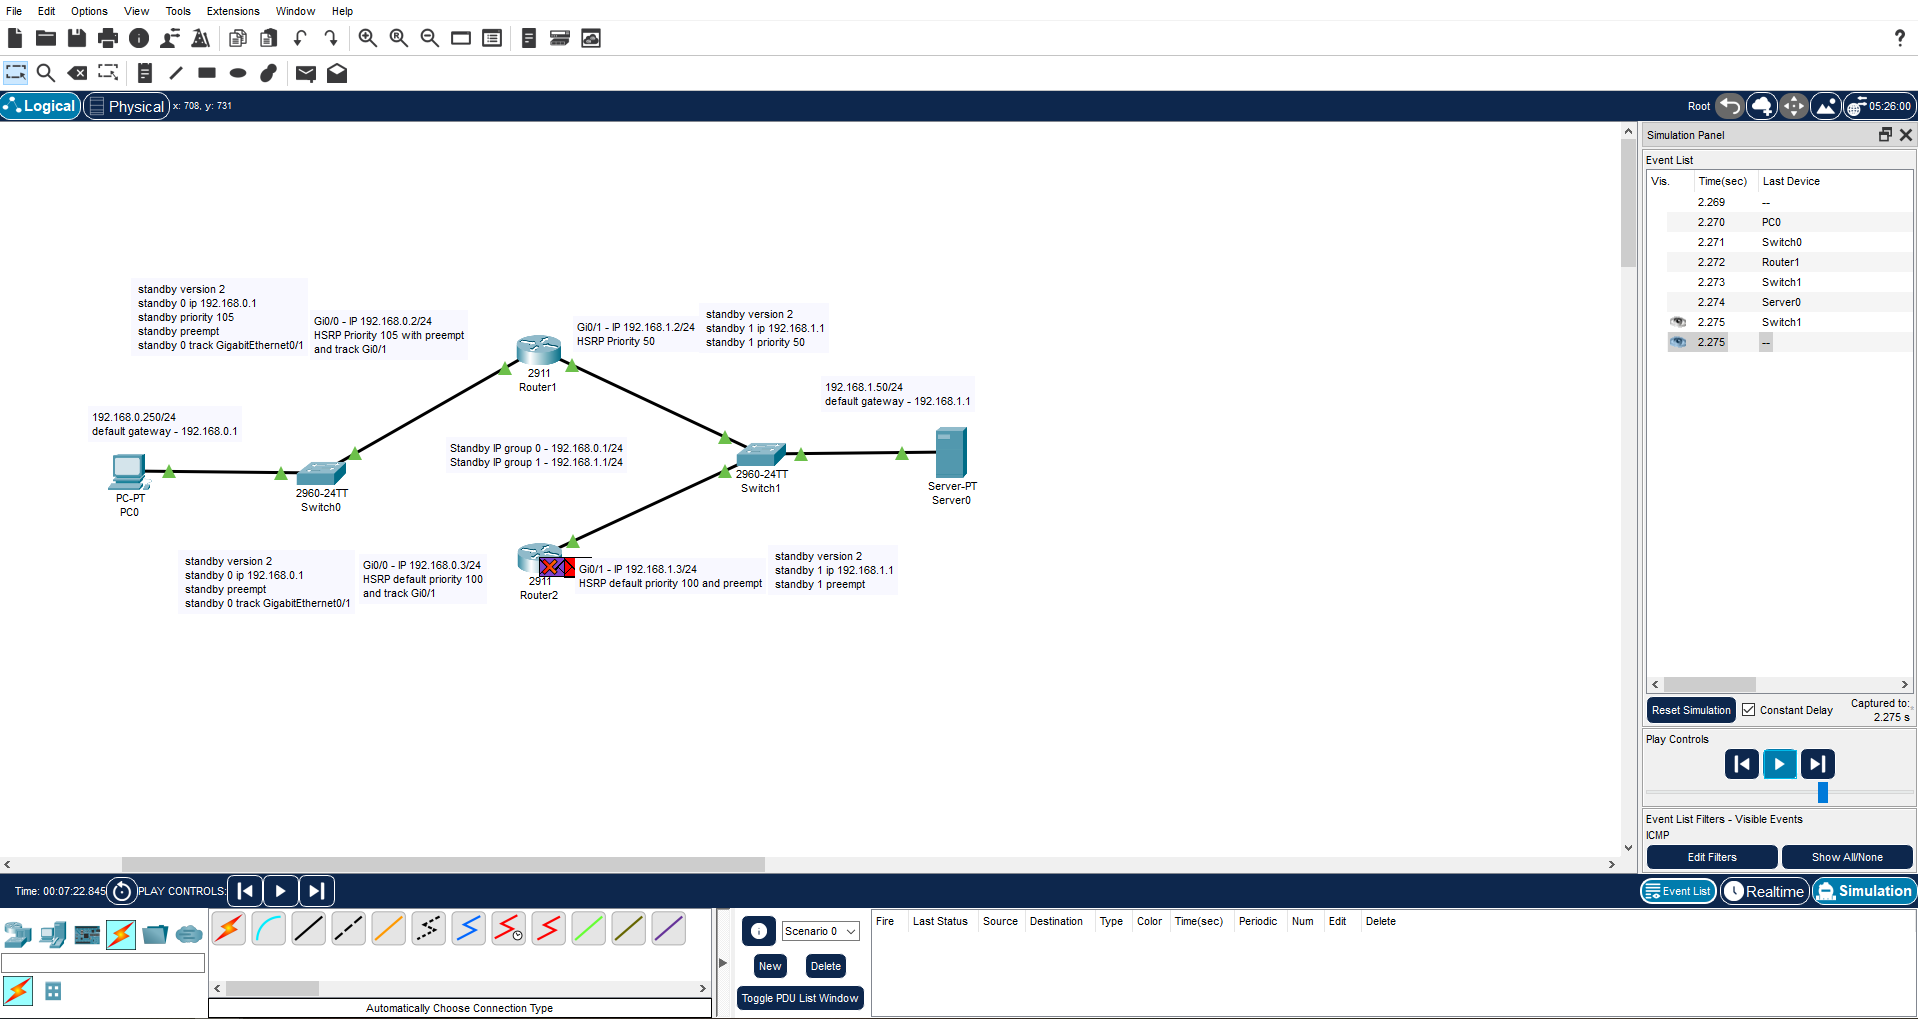 File Edit Options View Tools Extensions Window Help
?
Logical Physical x: 708, y: 731 Root 05:26:00
Simulation Panel
Event List
Vis. Time(sec) Last Device
2.269 --
2.270 PC0
2.271 Switch0
2.272 Router1
2.273 Switch1
2.274 Server0
2.275 Switch1
2.275 --
standby version 2
standby 0 ip 192.168.0.1
standby priority 105
standby preempt
standby 0 track GigabitEthernet0/1
Gi0/0 - IP 192.168.0.2/24
HSRP Priority 105 with preempt
and track Gi0/1
2911
Router1
Gi0/1 - IP 192.168.1.2/24
HSRP Priority 50
standby version 2
standby 1 ip 192.168.1.1
standby 1 priority 50
192.168.1.50/24
default gateway - 192.168.1.1
192.168.0.250/24
default gateway - 192.168.0.1
PC-PT
PC0
2960-24TT
Switch0
Standby IP group 0 - 192.168.0.1/24
Standby IP group 1 - 192.168.1.1/24
2960-24TT
Switch1
Server-PT
Server0
standby version 2
standby 0 ip 192.168.0.1
standby preempt
standby 0 track GigabitEthernet0/1
Gi0/0 - IP 192.168.0.3/24
HSRP default priority 100
and track Gi0/1
2911
Router2
Gi0/1 - IP 192.168.1.3/24
HSRP default priority 100 and preempt
standby version 2
standby 1 ip 192.168.1.1
standby 1 preempt
Reset Simulation Constant Delay Captured to:
2.275 s
Play Controls
Event List Filters - Visible Events
ICMP
Edit Filters Show All/None
Time: 00:07:22.845 PLAY CONTROLS: Event List Realtime Simulation
Scenario 0
New Delete
Toggle PDU List Window
Fire Last Status Source Destination Type Color Time(sec) Periodic Num Edit Delete
Automatically Choose Connection Type